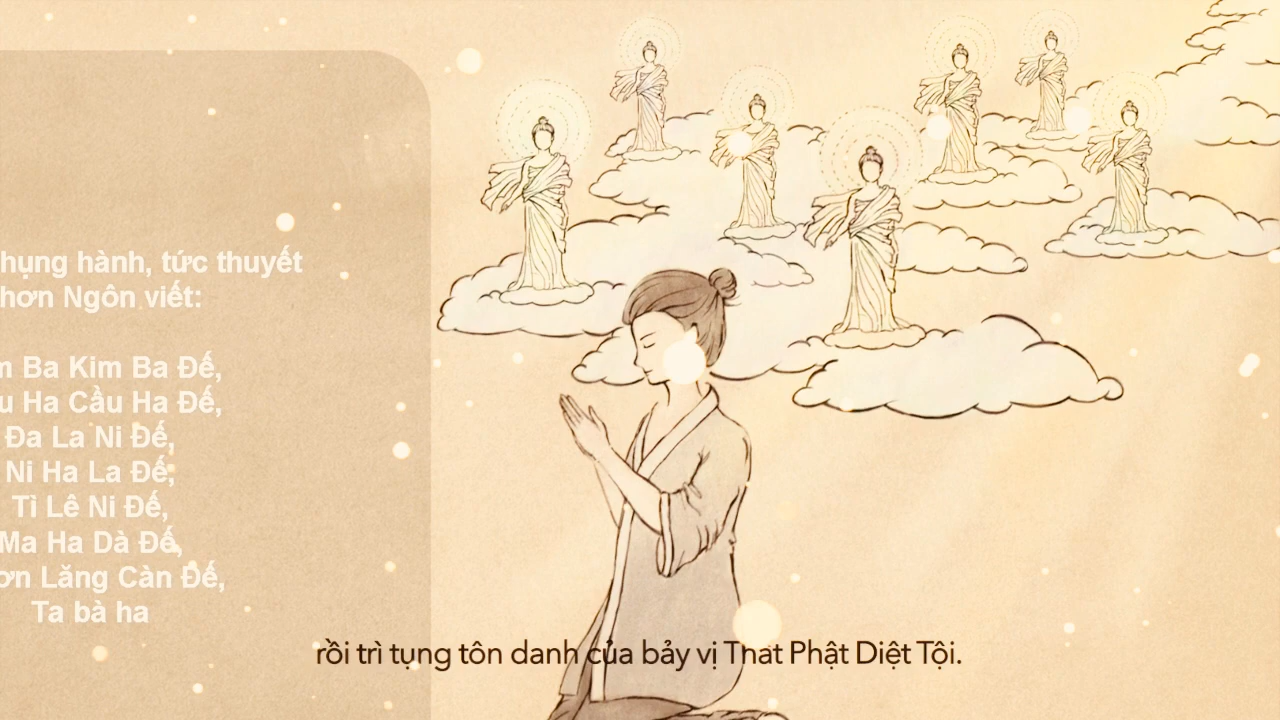 hụng hành, tức thuyết
hơn Ngôn viết:
Ba Kim Ba Đế,
Ha Cầu Ha Đế,
Đa La Ni Đế,
Ni Ha La Đế,
Tì Lê Ni Đế,
Ma Ha Dà Đế,
ơn Lăng Càn Đế,
Ta bà ha
rồi trì tụng tôn danh của bảy vị That Phật Diệt Tội.